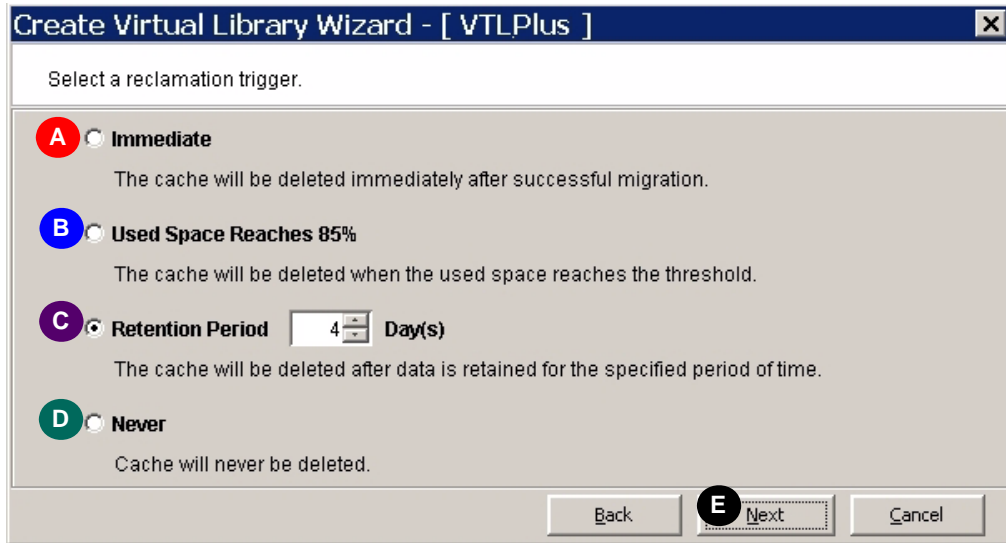 Create Virtual Library Wizard - [ VTLPlus ]
Select a reclamation trigger.
A Immediate
The cache will be deleted immediately after successful migration.
B Used Space Reaches 85%
The cache will be deleted when the used space reaches the threshold.
C Retention Period 4 Day(s)
The cache will be deleted after data is retained for the specified period of time.
D Never
Cache will never be deleted.
Back E Next Cancel